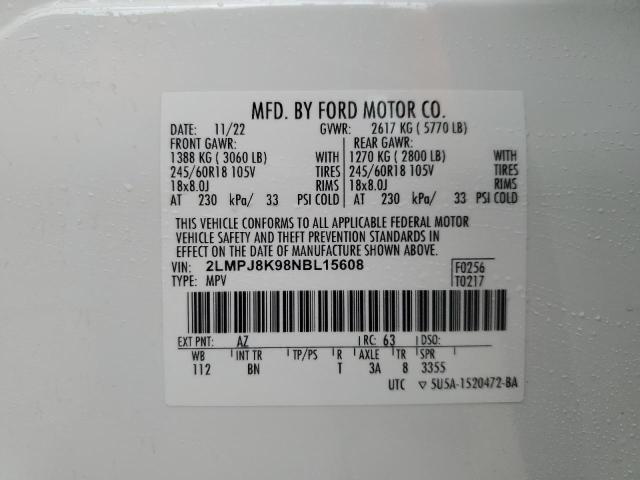 MFD. BY FORD MOTOR CO.
DATE: 11/22 GVWR: 2617 KG ( 5770 LB)
FRONT GAWR: REAR GAWR:
1388 KG ( 3060 LB) WITH 1270 KG ( 2800 LB) WITH
245/60R18 105V TIRES 245/60R18 105V TIRES
18x8.0J RIMS 18x8.0J RIMS
AT 230 kPa/ 33 PSI COLD AT 230 kPa/ 33 PSI COLD
THIS VEHICLE CONFORMS TO ALL APPLICABLE FEDERAL MOTOR
VEHICLE SAFETY AND THEFT PREVENTION STANDARDS IN
EFFECT ON THE DATE OF MANUFACTURE SHOWN ABOVE.
VIN: 2LMPJ8K98NBL15608 F0256
TYPE: MPV T0217
EXT PNT: AZ RC: 63 DSO:
WB INT TR TP/PS R AXLE TR SPR
112 BN T 3A 8 3355
UTC ▽ 5U5A-1520472-BA